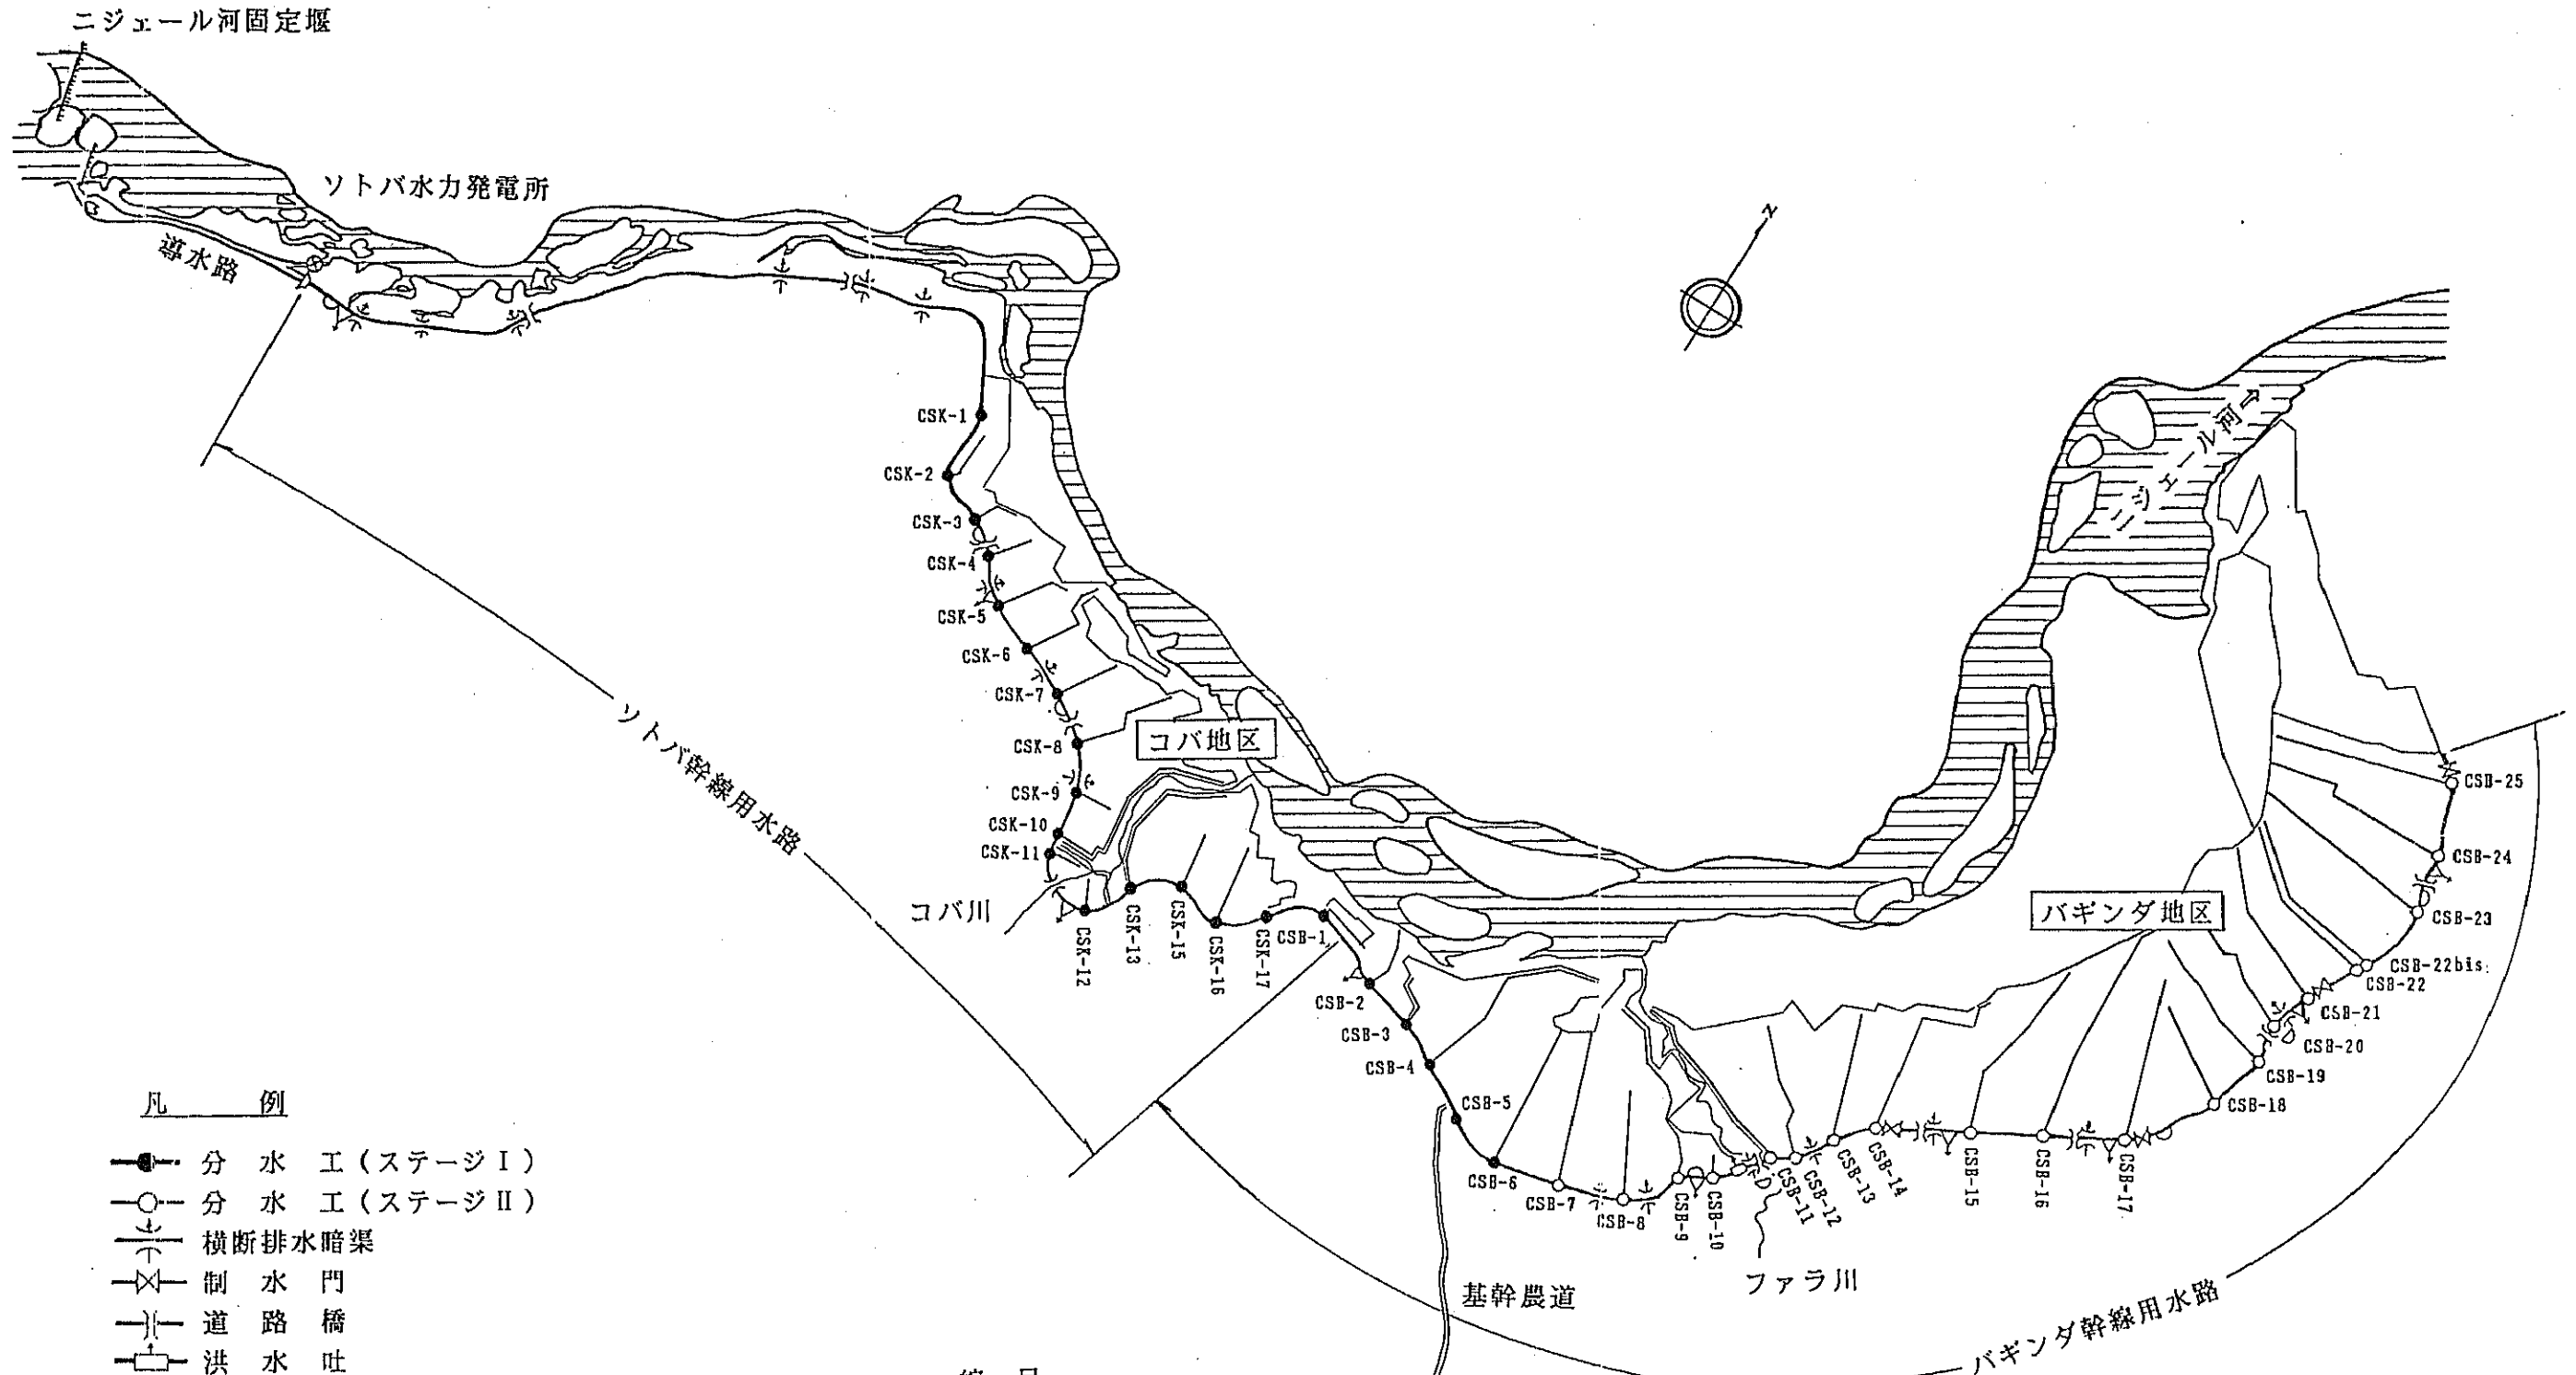 ニジェール河固定堰
ソトバ水力発電所
導水路
N
ニジェール河
CSK-1
CSK-2
CSK-3
CSK-4
CSK-5
CSK-6
CSK-7
CSK-8
CSK-9
CSK-10
CSK-11
CSK-12
CSK-13
CSK-15
CSK-16
CSK-17
コバ地区
コバ川
ソトバ幹線用水路
CSB-1
CSB-2
CSB-3
CSB-4
CSB-5
CSB-6
CSB-7
CSB-8
CSB-9
CSB-10
CSB-11
CSB-12
CSB-13
CSB-14
CSB-15
CSB-16
CSB-17
CSB-18
CSB-19
CSB-20
CSB-21
CSB-22
CSB-22bis
CSB-23
CSB-24
CSB-25
バギンダ地区
ファラ川
基幹農道
バギンダ幹線用水路
凡 例
分 水 工 (ステージ I)
分 水 工 (ステージ II)
横断排水暗渠
制 水 門
道 路 橋
洪 水 吐